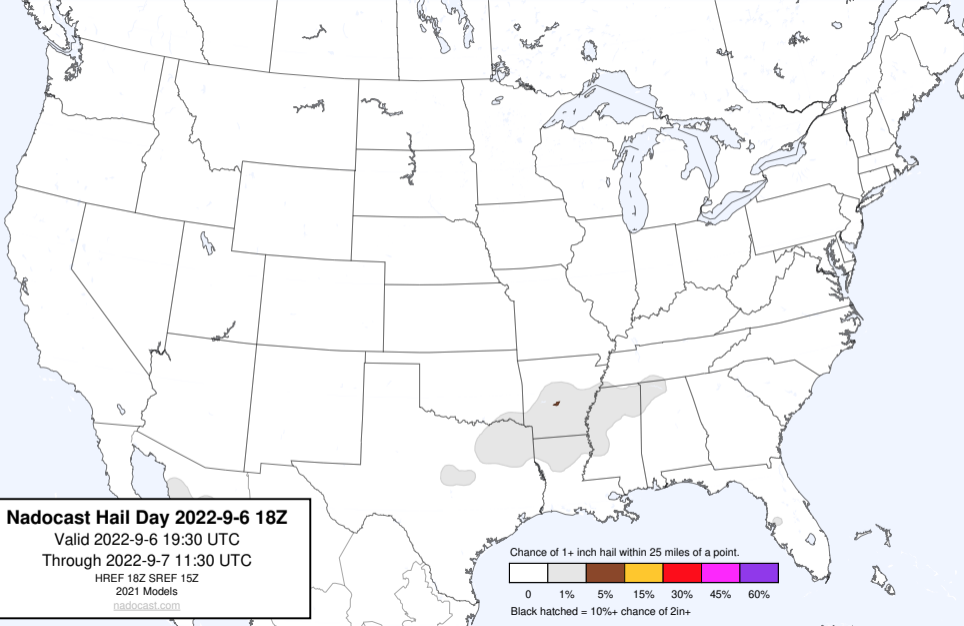 Nadocast Hail Day 2022-9-6 18Z
Valid 2022-9-6 19:30 UTC
Through 2022-9-7 11:30 UTC
HREF 18Z SREF 15Z
2021 Models
nadocast.com
Chance of 1+ inch hail within 25 miles of a point.
0 1% 5% 15% 30% 45% 60%
Black hatched = 10%+ chance of 2in+